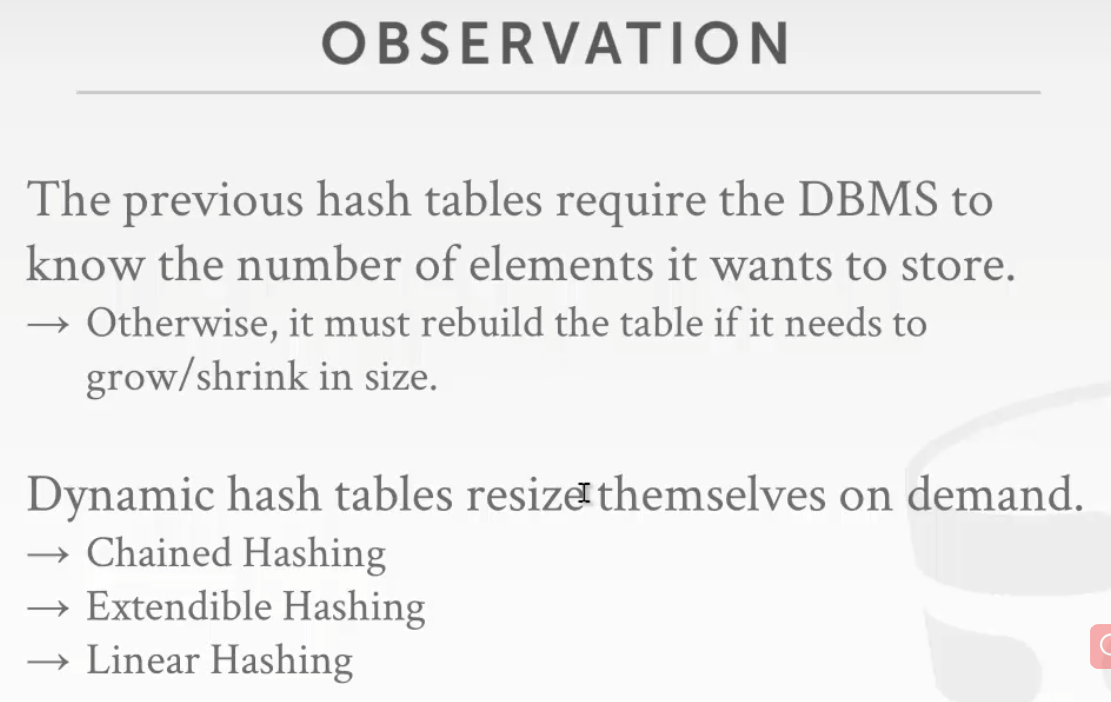 OBSERVATION
The previous hash tables require the DBMS to
know the number of elements it wants to store.
→ Otherwise, it must rebuild the table if it needs to
grow/shrink in size.
Dynamic hash tables resize themselves on demand.
→ Chained Hashing
→ Extendible Hashing
→ Linear Hashing